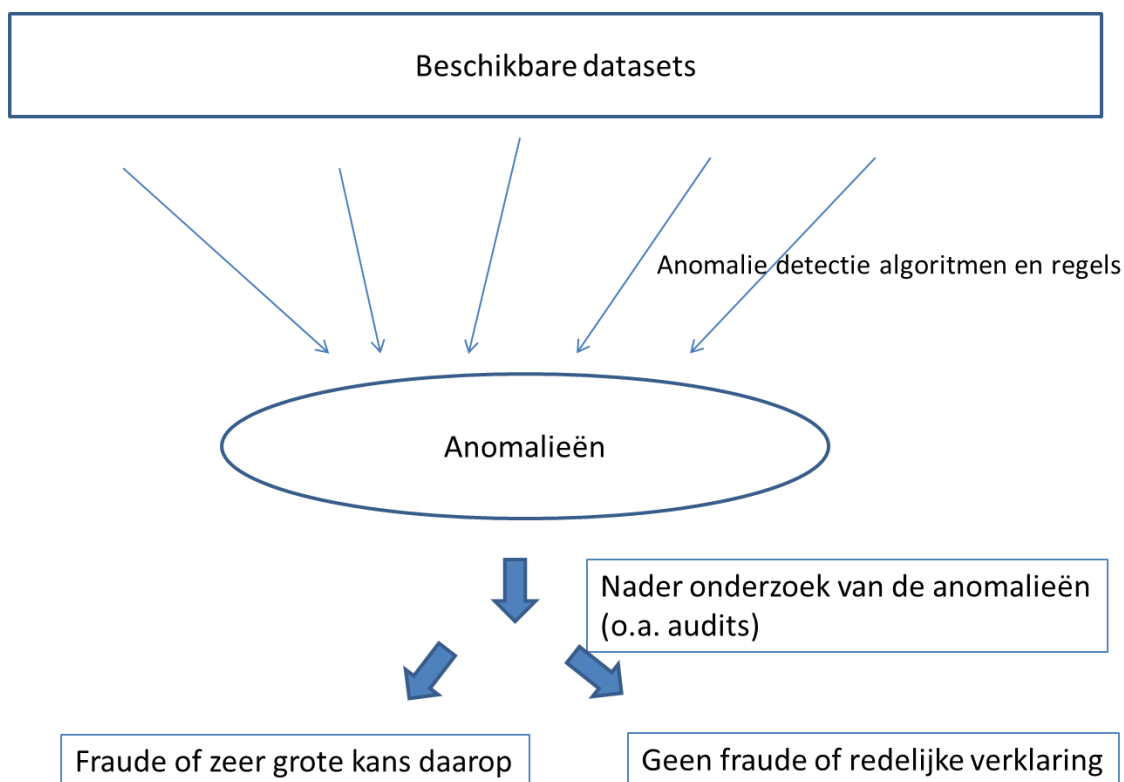 Beschikbare datasets
Anomalie detectie algoritmen en regels
Anomalieën
Nader onderzoek van de anomalieën
(o.a. audits)
Fraude of zeer grote kans daarop
Geen fraude of redelijke verklaring